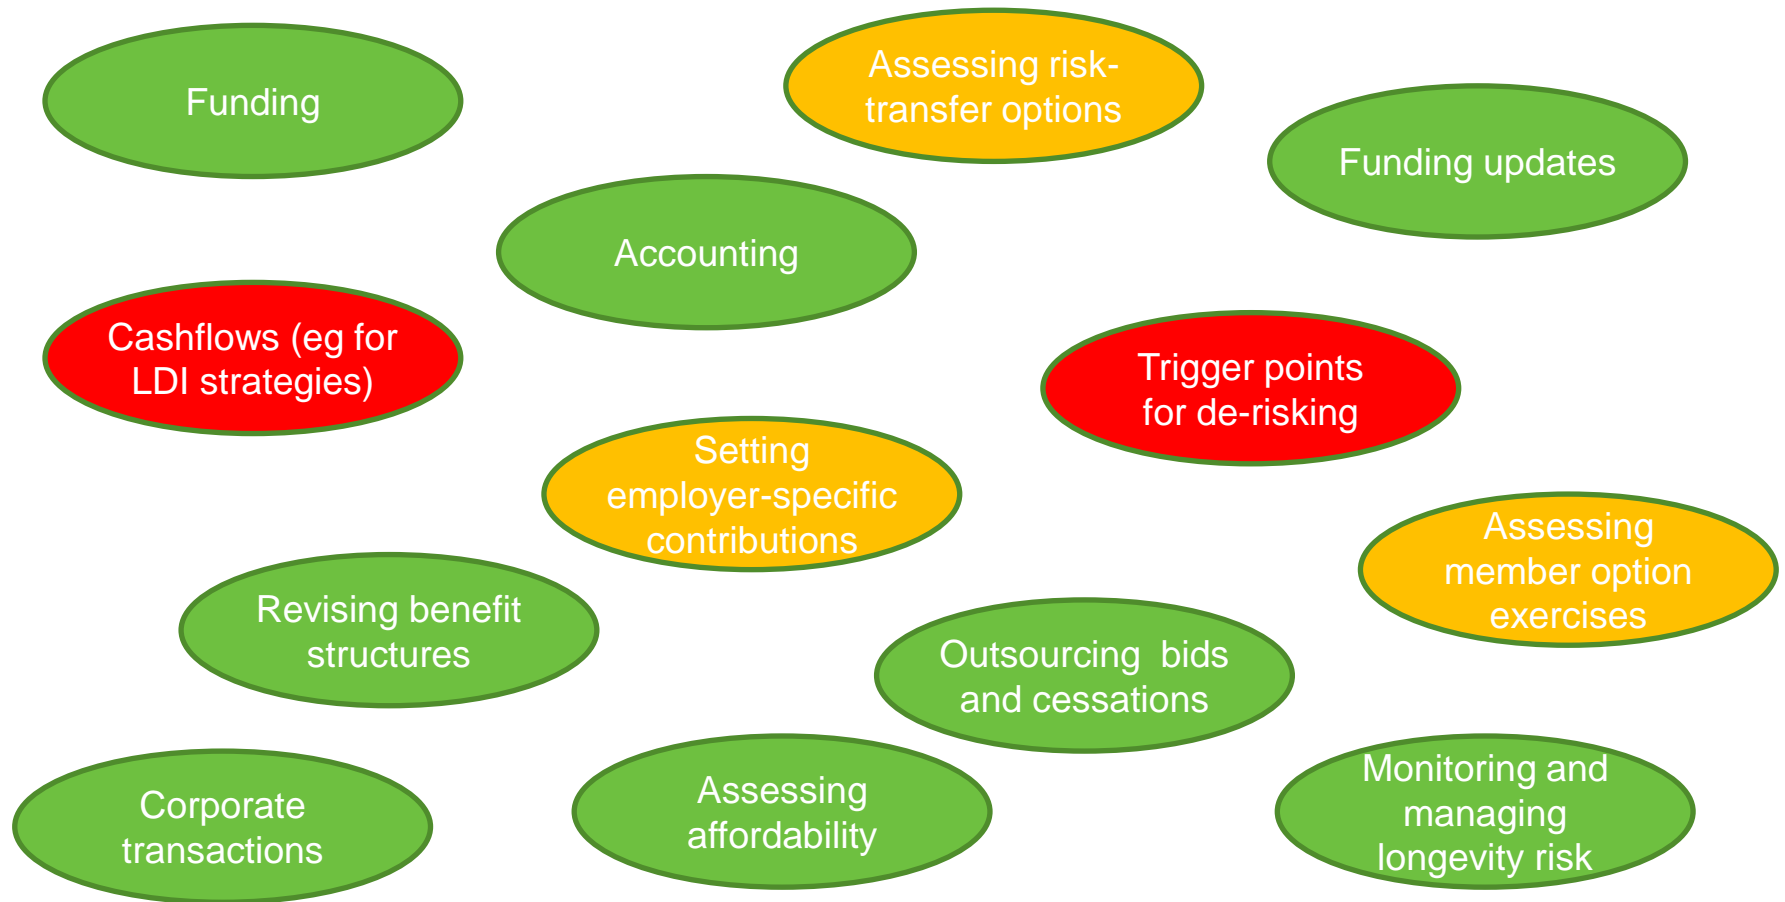 Funding
Assessing risk-
transfer options
Funding updates
Accounting
Cashflows (eg for
LDI strategies)
Trigger points
for de-risking
Setting
employer-specific
contributions
Assessing
member option
exercises
Revising benefit
structures
Outsourcing  bids
and cessations
Corporate
transactions
Assessing
affordability
Monitoring and
managing
longevity risk